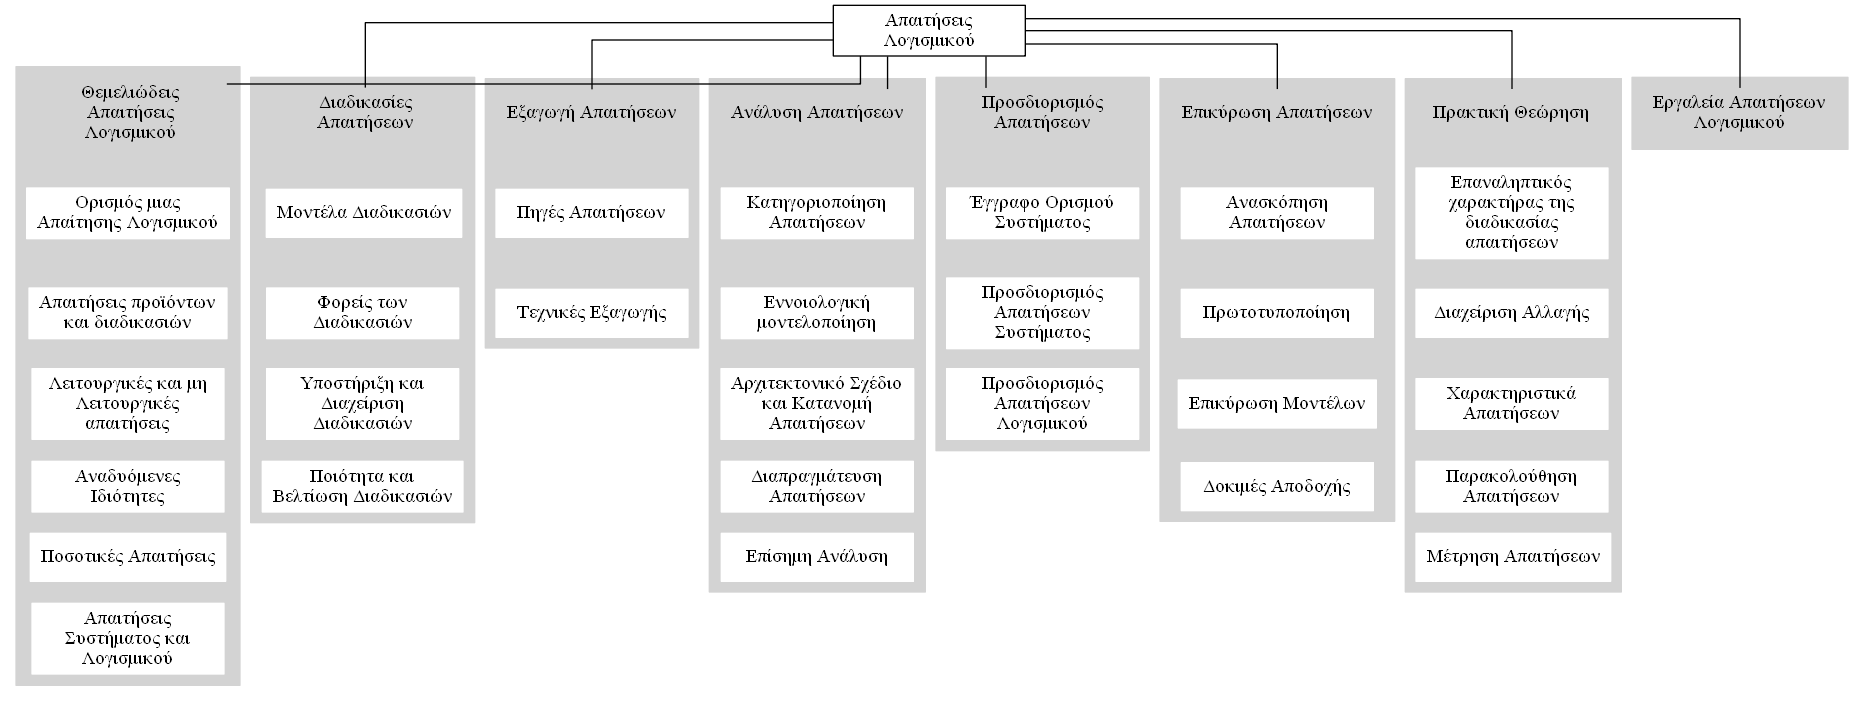 Απαιτήσεις
Λογισμικού
Θεμελιώδεις
Απαιτήσεις
Λογισμικού
Ορισμός μιας
Απαίτησης Λογισμικού
Απαιτήσεις προϊόντων
και διαδικασιών
Λειτουργικές και μη
Λειτουργικές
απαιτήσεις
Αναδυόμενες
Ιδιότητες
Ποσοτικές Απαιτήσεις
Απαιτήσεις
Συστήματος και
Λογισμικού
Διαδικασίες
Απαιτήσεων
Μοντέλα Διαδικασιών
Φορείς των
Διαδικασιών
Υποστήριξη και
Διαχείριση
Διαδικασιών
Ποιότητα και
Βελτίωση Διαδικασιών
Εξαγωγή Απαιτήσεων
Πηγές Απαιτήσεων
Τεχνικές Εξαγωγής
Ανάλυση Απαιτήσεων
Κατηγοριοποίηση
Απαιτήσεων
Εννοιολογική
μοντελοποίηση
Αρχιτεκτονικό Σχέδιο
και Κατανομή
Απαιτήσεων
Διαπραγμάτευση
Απαιτήσεων
Επίσημη Ανάλυση
Προσδιορισμός
Απαιτήσεων
Έγγραφο Ορισμού
Συστήματος
Προσδιορισμός
Απαιτήσεων
Συστήματος
Προσδιορισμός
Απαιτήσεων
Λογισμικού
Επικύρωση Απαιτήσεων
Ανασκόπηση
Απαιτήσεων
Πρωτοτυποποίηση
Επικύρωση Μοντέλων
Δοκιμές Αποδοχής
Πρακτική Θεώρηση
Επαναληπτικός
χαρακτήρας της
διαδικασίας
απαιτήσεων
Διαχείριση Αλλαγής
Χαρακτηριστικά
Απαιτήσεων
Παρακολούθηση
Απαιτήσεων
Μέτρηση Απαιτήσεων
Εργαλεία Απαιτήσεων
Λογισμικού